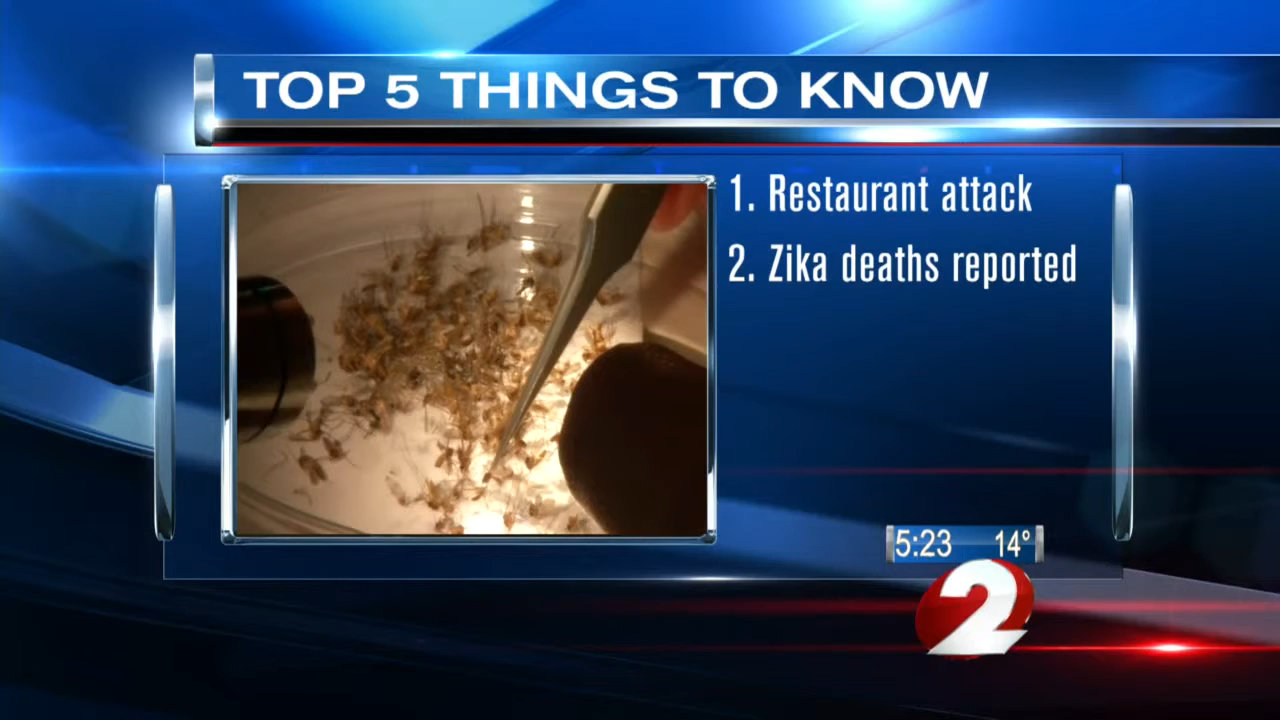 TOP 5 THINGS TO KNOW
1. Restaurant attack
2. Zika deaths reported
5:23 14°
2